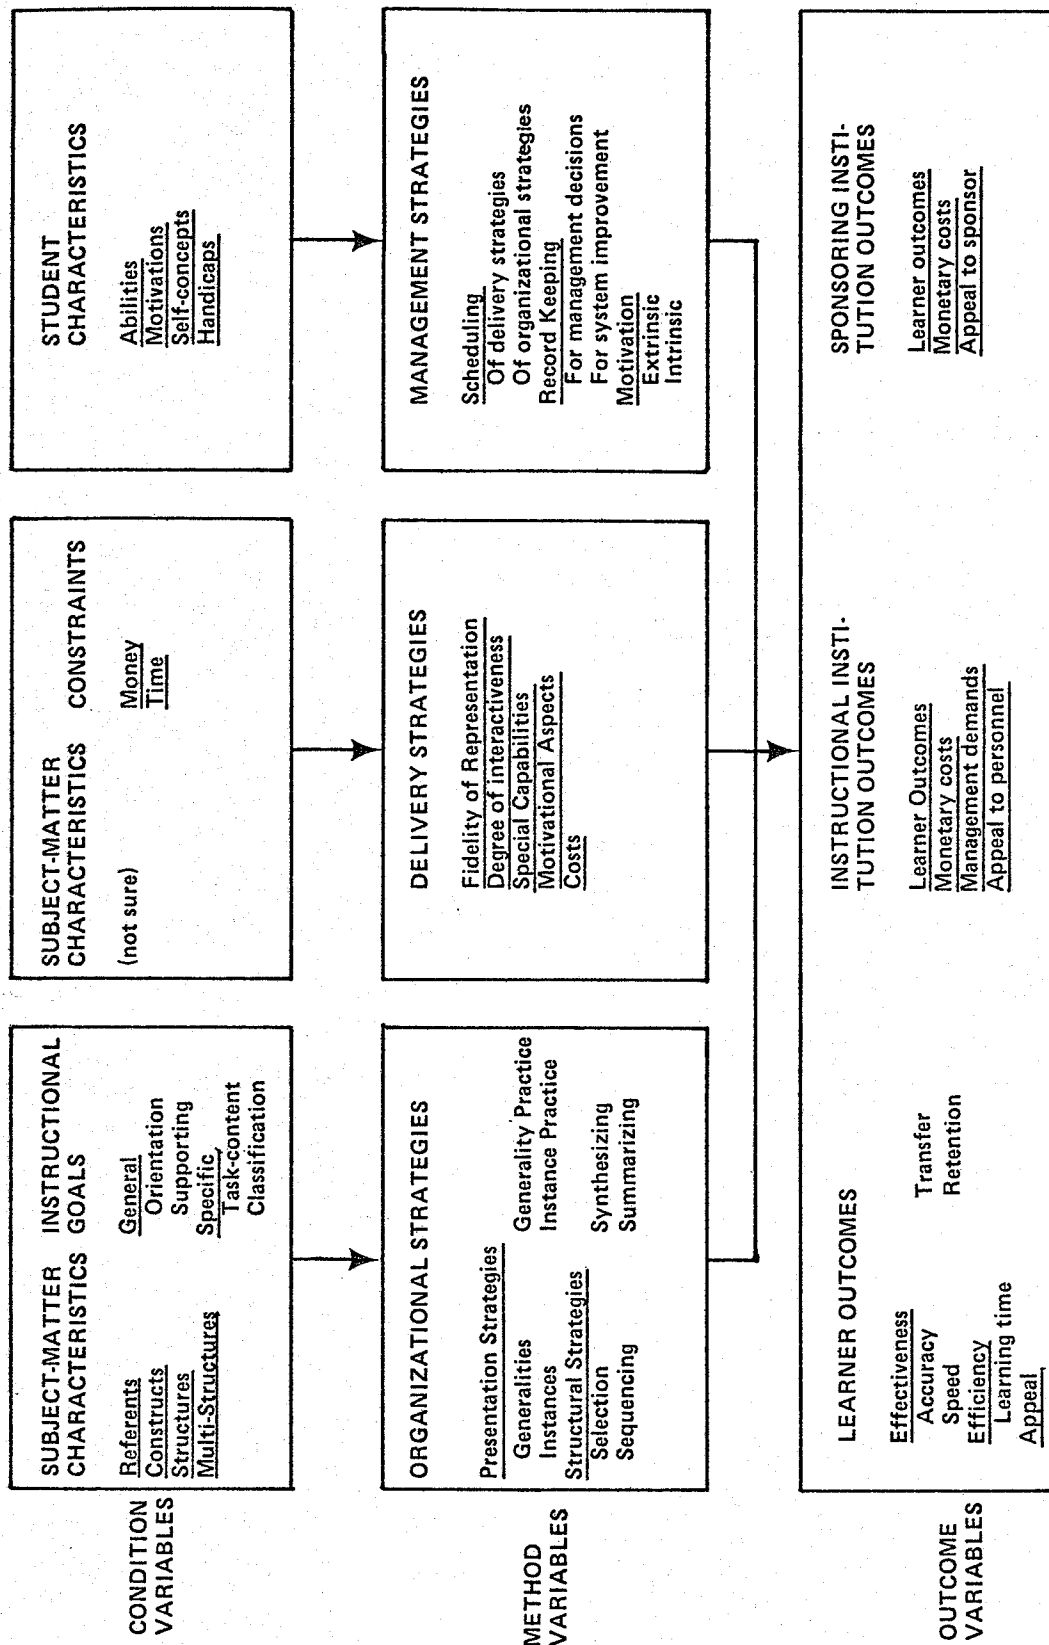 CONDITION
VARIABLES
SUBJECT-MATTER
CHARACTERISTICS
Referents
Constructs
Structures
Multi-Structures
INSTRUCTIONAL
GOALS
General
Orientation
Supporting
Specific
Task-content
Classification
SUBJECT-MATTER
CHARACTERISTICS
(not sure)
CONSTRAINTS
Money
Time
STUDENT
CHARACTERISTICS
Abilities
Motivations
Self-concepts
Handicaps
METHOD
VARIABLES
ORGANIZATIONAL STRATEGIES
Presentation Strategies
Generalities
Instances
Generality Practice
Instance Practice
Structural Strategies
Selection
Sequencing
Synthesizing
Summarizing
DELIVERY STRATEGIES
Fidelity of Representation
Degree of interactiveness
Special Capabilities
Motivational Aspects
Costs
MANAGEMENT STRATEGIES
Scheduling
Of delivery strategies
Of organizational strategies
Record Keeping
For management decisions
For system improvement
Motivation
Extrinsic
Intrinsic
OUTCOME
VARIABLES
LEARNER OUTCOMES
Effectiveness
Accuracy
Speed
Transfer
Retention
Efficiency
Learning time
Appeal
INSTRUCTIONAL INSTI-
TUTION OUTCOMES
Learner Outcomes
Monetary costs
Management demands
Appeal to personnel
SPONSORING INSTI-
TUTION OUTCOMES
Learner outcomes
Monetary costs
Appeal to sponsor